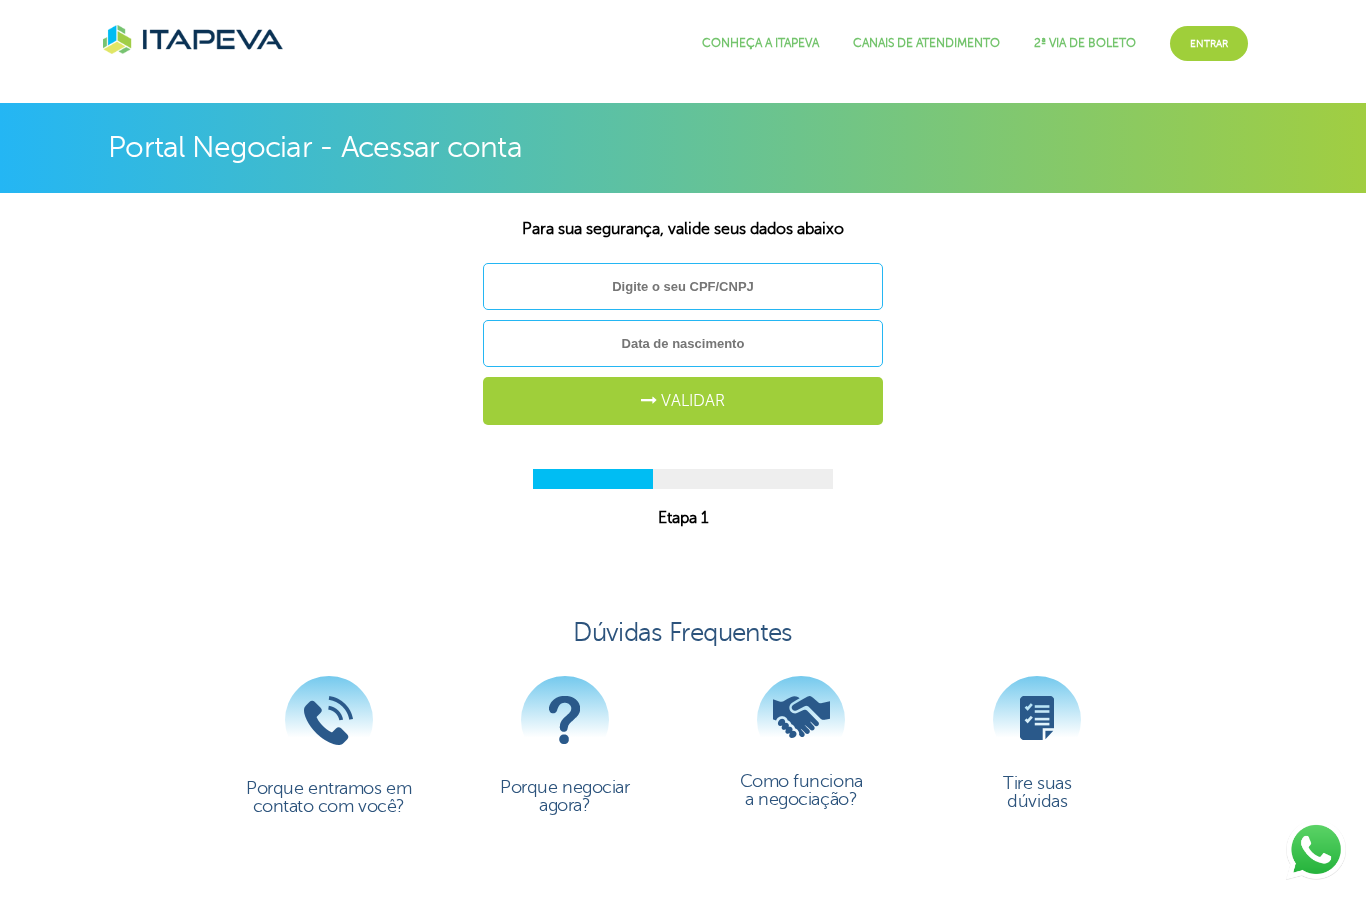 ITAPEVA
CONHEÇA A ITAPEVA
CANAIS DE ATENDIMENTO
2ª VIA DE BOLETO
ENTRAR
Portal Negociar - Acessar conta
Para sua segurança, valide seus dados abaixo
Digite o seu CPF/CNPJ
Data de nascimento
VALIDAR
Etapa 1
Dúvidas Frequentes
Porque entramos em
contato com você?
Porque negociar
agora?
Como funciona
a negociação?
Tire suas
dúvidas